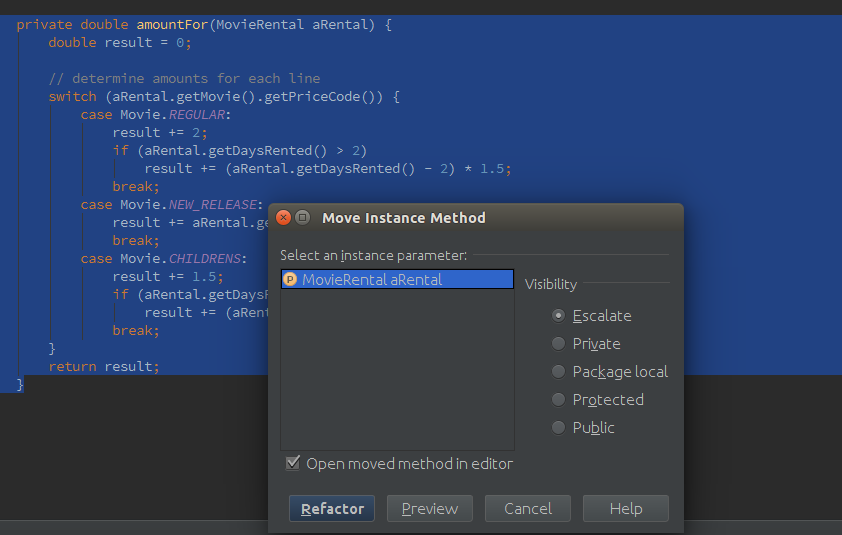 private double amountFor(MovieRental aRental) {
double result = 0;
// determine amounts for each line
switch (aRental.getMovie().getPriceCode()) {
case Movie.REGULAR:
result += 2;
if (aRental.getDaysRented() > 2)
result += (aRental.getDaysRented() - 2) * 1.5;
break;
case Movie.NEW_RELEASE:
result += aRental.ge
break;
case Movie.CHILDRENS:
result += 1.5;
if (aRental.getDays
result += (aRent
break;
}
return result;
}
Move Instance Method
Select an instance parameter:
P MovieRental aRental
Visibility
Escalate
Private
Package local
Protected
Public
Open moved method in editor
Refactor
Preview
Cancel
Help